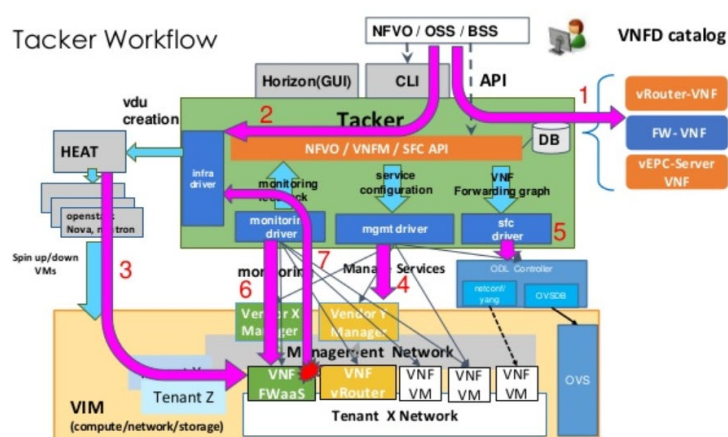 Tacker Workflow
NFVO / OSS / BSS
VNFD catalog
Horizon(GUI)
CLI
API
1
vRouter-VNF
FW- VNF
vEPC-Server
VNF
vdu
creation
2
Tacker
DB
HEAT
NFVO / VNFM / SFC API
infra
driver
monitoring
service
configuration
VNF
Forwarding graph
openstack
Nova, neutron
monitoring
driver
mgmt driver
sfc
driver
5
Spin up/down
VMs
3
monitoring
7
Manage Services
6
4
ODL Controller
netconf/
yang
OVSDB
Vendor X
Manager
Vendor Y
Manager
Management Network
OVS
Tenant Z
VNF
FWaaS
VNF
vRouter
VNF
VM
VNF
VM
VNF
VM
VIM
(compute/network/storage)
Tenant X Network